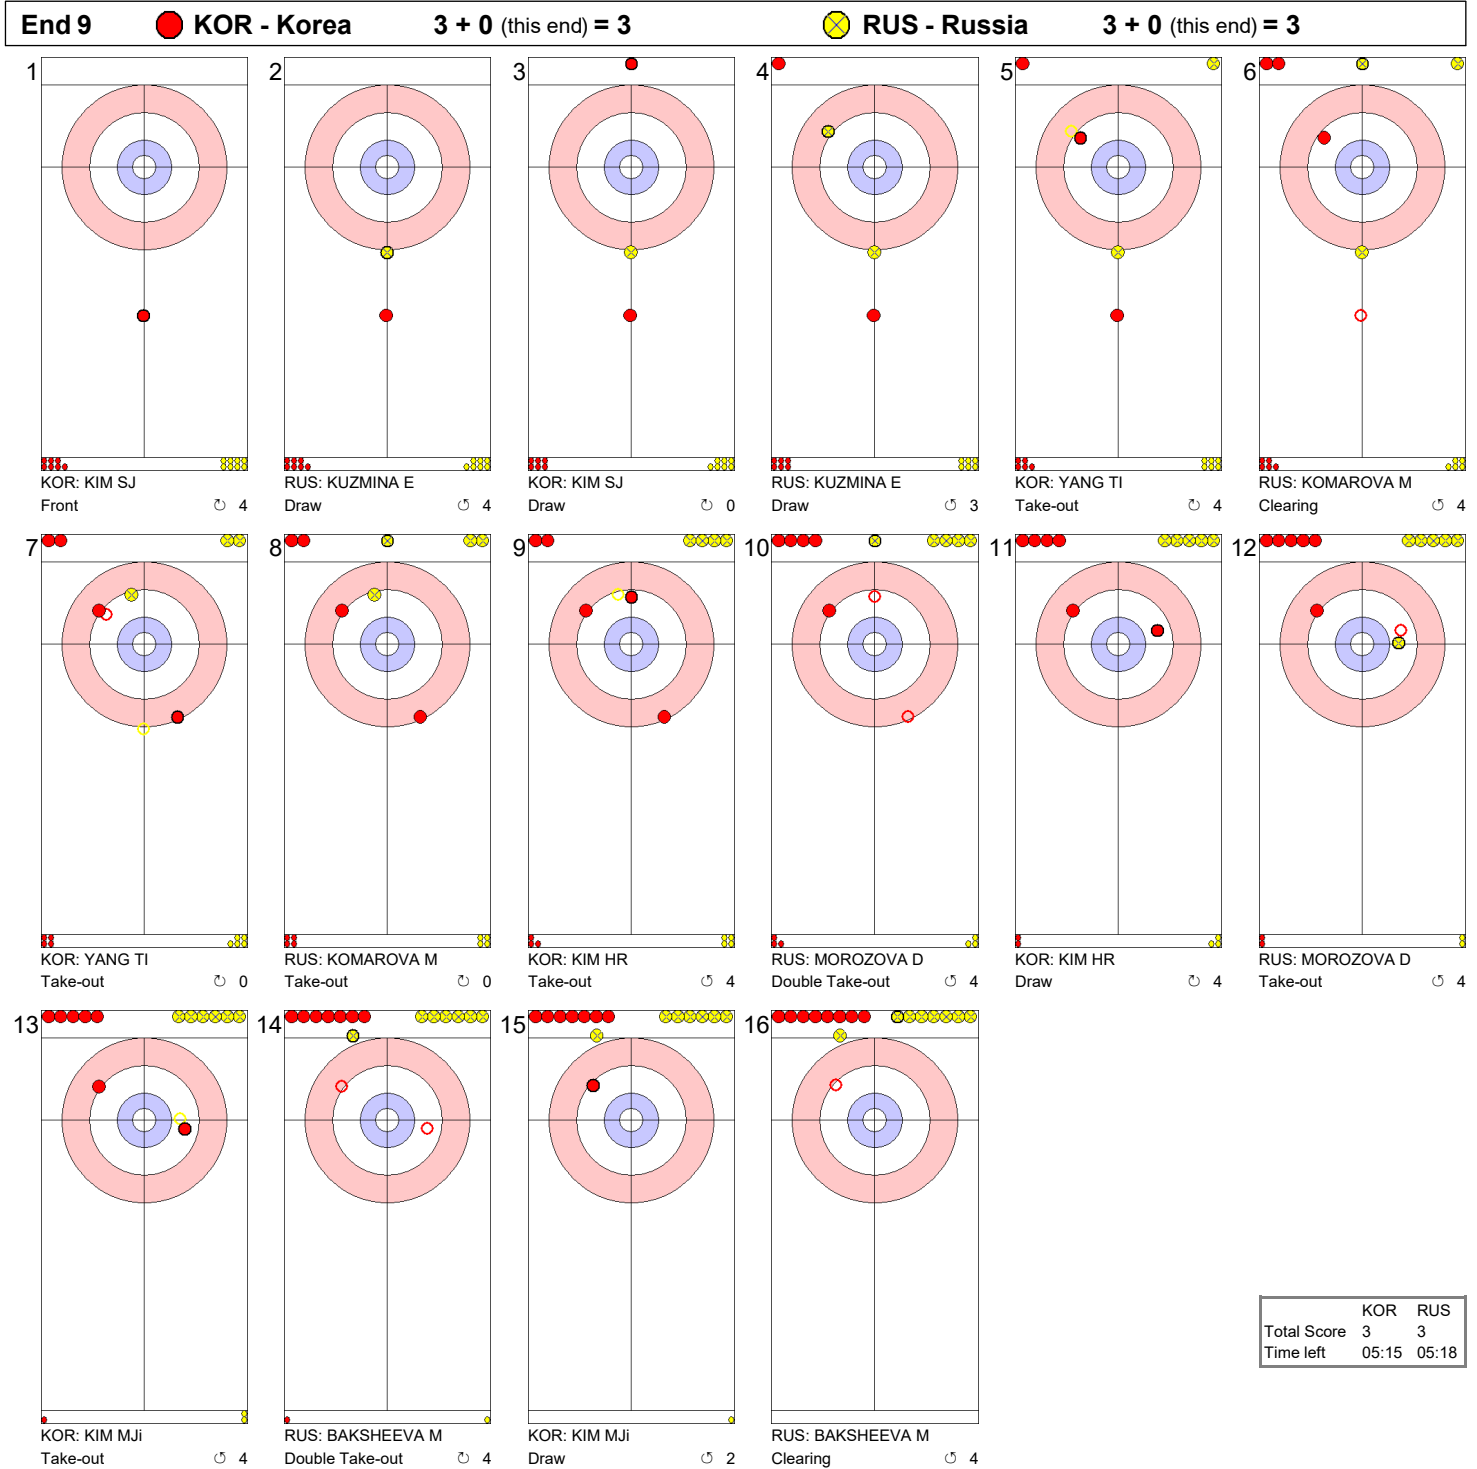 End 9 KOR - Korea 3 + 0 (this end) = 3 RUS - Russia 3 + 0 (this end) = 3
1 2 3 4 5 6
KOR: KIM SJ RUS: KUZMINA E KOR: KIM SJ RUS: KUZMINA E KOR: YANG TI RUS: KOMAROVA M
Front ↻ 4 Draw ↺ 4 Draw ↻ 0 Draw ↺ 3 Take-out ↻ 4 Clearing ↺ 4
7 8 9 10 11 12
KOR: YANG TI RUS: KOMAROVA M KOR: KIM HR RUS: MOROZOVA D KOR: KIM HR RUS: MOROZOVA D
Take-out ↻ 0 Take-out ↻ 0 Take-out ↺ 4 Double Take-out ↺ 4 Draw ↻ 4 Take-out ↺ 4
13 14 15 16
KOR RUS
Total Score 3 3
Time left 05:15 05:18
KOR: KIM MJi RUS: BAKSHEEVA M KOR: KIM MJi RUS: BAKSHEEVA M
Take-out ↺ 4 Double Take-out ↻ 4 Draw ↺ 2 Clearing ↺ 4